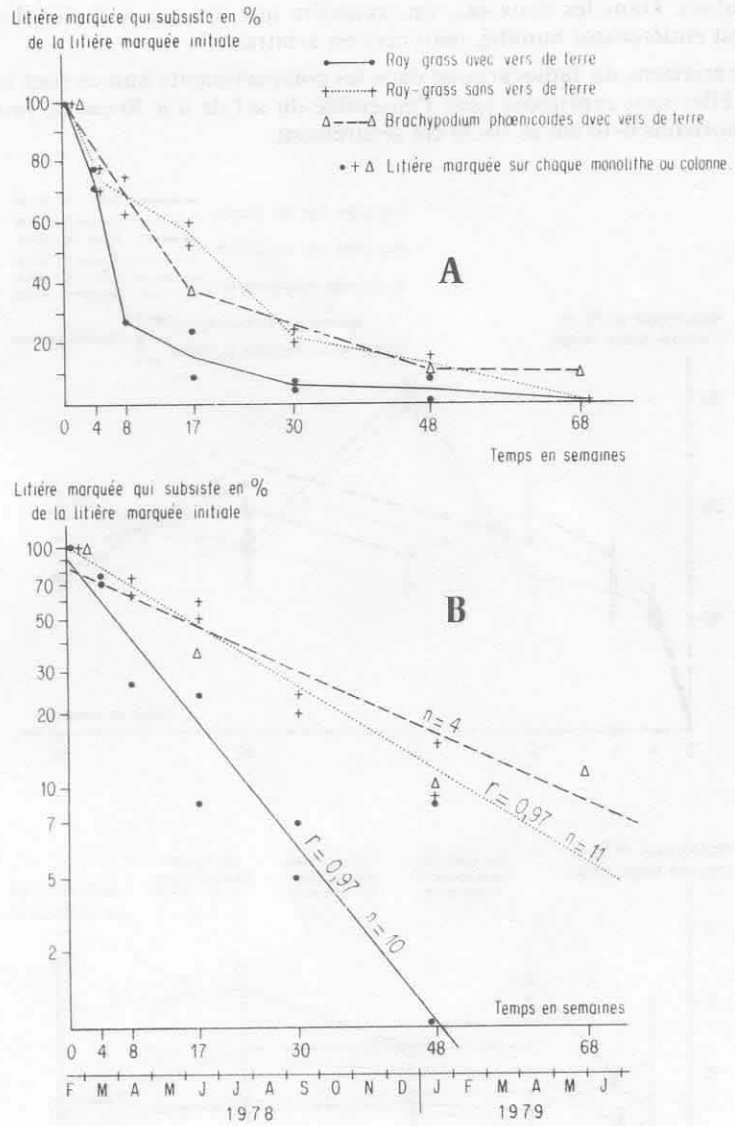 Litière marquée qui subsiste en %
de la litière marquée initiale
Ray-grass avec vers de terre
Ray-grass sans vers de terre
Brachypodium phœnicoides avec vers de terre
• + Δ Litière marquée sur chaque monolithe ou colonne.
100
80
60
40
20
A
0 4 8 17 30 48 68
Temps en semaines
Litière marquée qui subsiste en %
de la litière marquée initiale
100
70
50
30
20
10
7
5
2
B
n=4
r=0,97 n=11
r=0,97 n=10
Temps en semaines
0 4 8 17 30 48 68
F M A M J J A S O N D J F M A M J
1978 1979